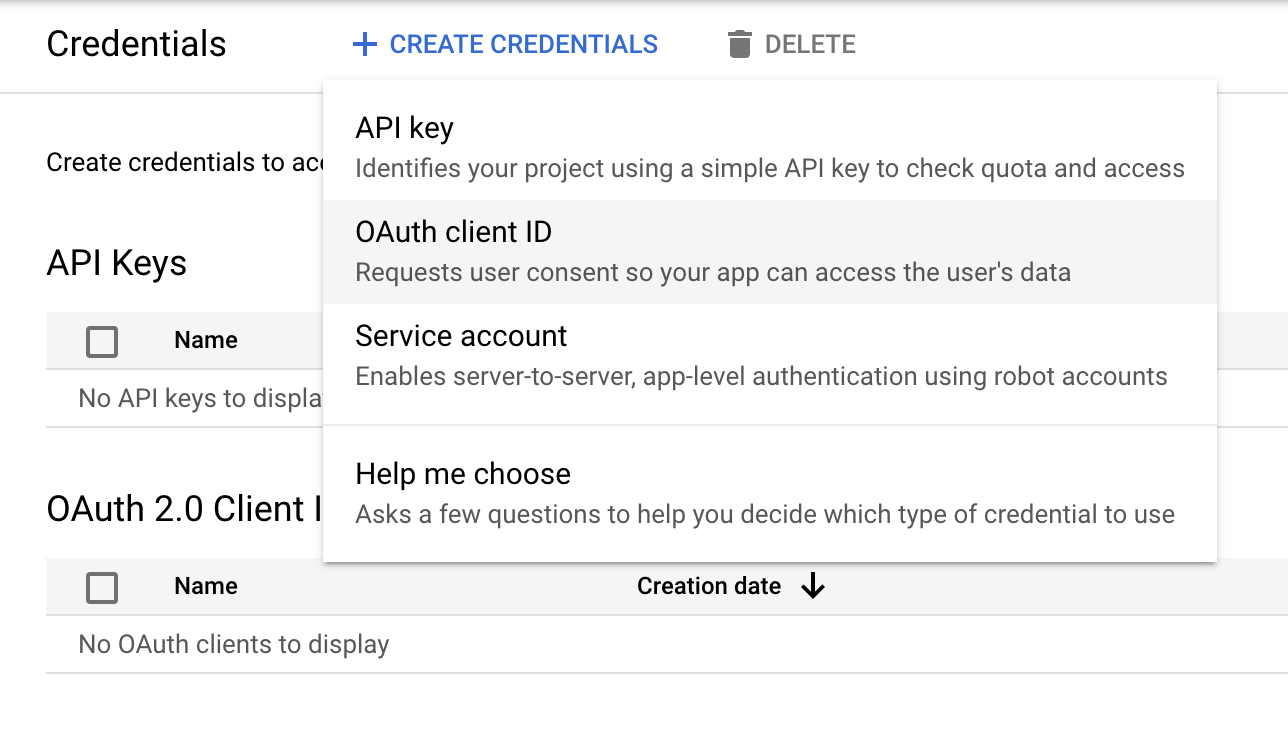 Credentials
CREATE CREDENTIALS
DELETE
API key
Identifies your project using a simple API key to check quota and access
Create credentials to
OAuth client ID
Requests user consent so your app can access the user's data
API Keys
Service account
Enables server-to-server, app-level authentication using robot accounts
Name
No API keys to
Help me choose
Asks a few questions to help you decide which type of credential to use
OAuth 2.0 Client
Name
Creation date
No OAuth clients to display